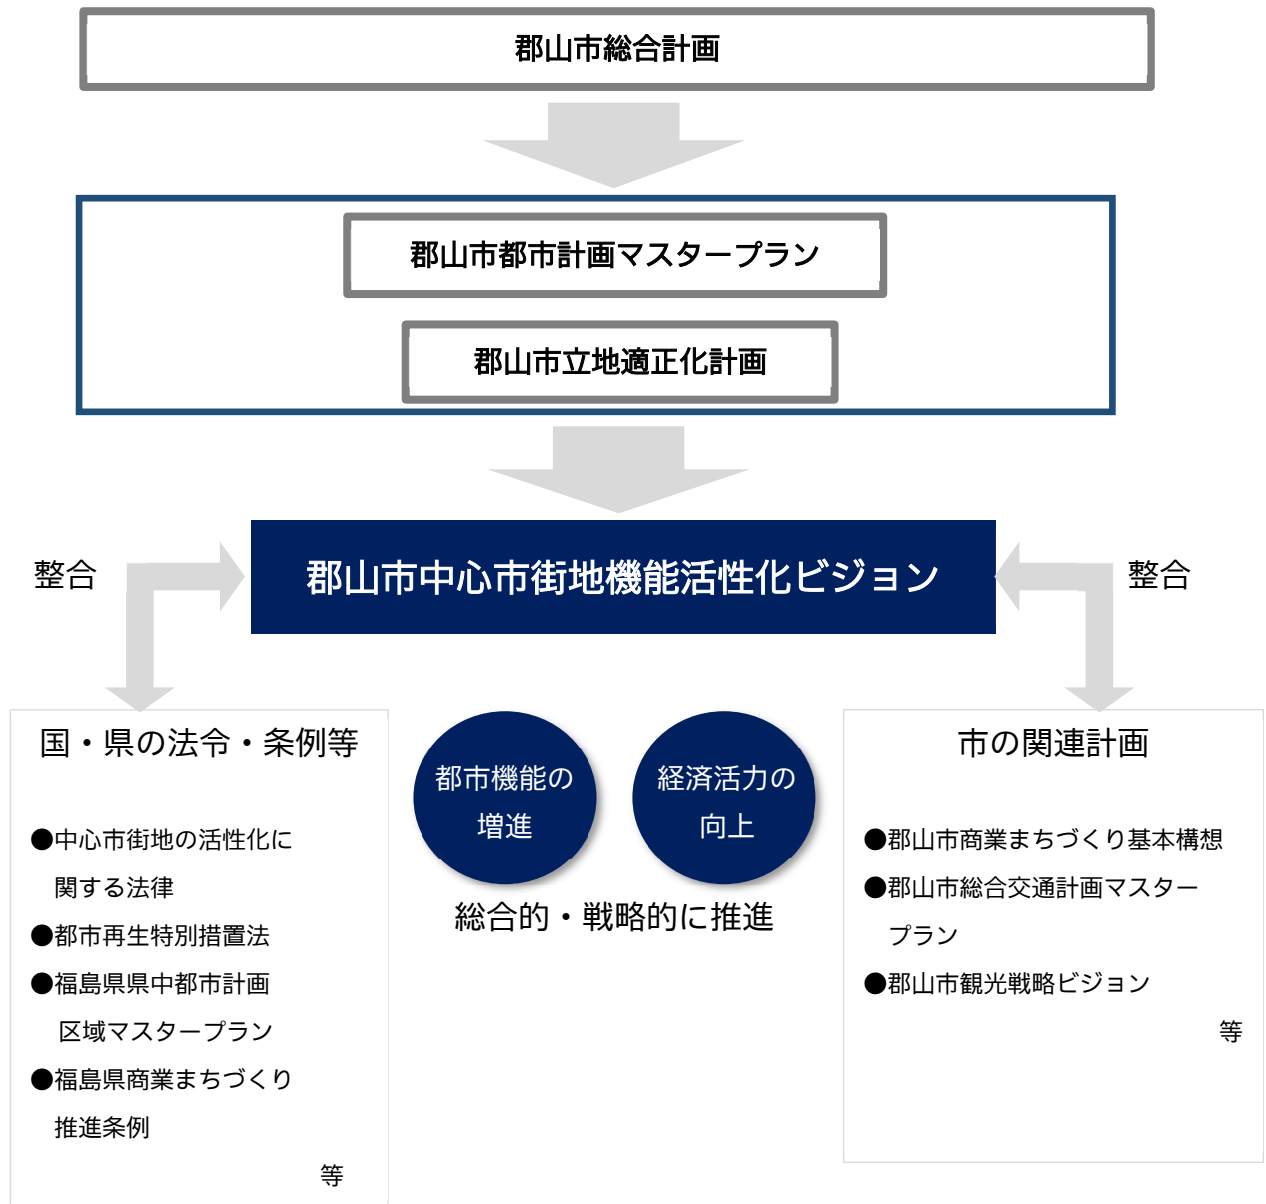 郡山市総合計画
郡山市都市計画マスタープラン
郡山市立地適正化計画
整合
郡山市中心市街地機能活性化ビジョン
整合
国・県の法令・条例等
●中心市街地の活性化に
関する法律
●都市再生特別措置法
●福島県県中都市計画
区域マスタープラン
●福島県商業まちづくり
推進条例
等
都市機能の
増進
経済活力の
向上
総合的・戦略的に推進
市の関連計画
●郡山市商業まちづくり基本構想
●郡山市総合交通計画マスター
プラン
●郡山市観光戦略ビジョン
等